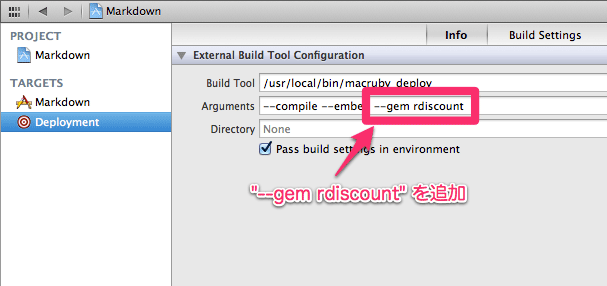 Markdown
PROJECT
Markdown
TARGETS
Markdown
Deployment
Info
Build Settings
External Build Tool Configuration
Build Tool /usr/local/bin/macruby_deploy
Arguments --compile --embe --gem rdiscount
Directory None
Pass build settings in environment
"--gem rdiscount" を追加